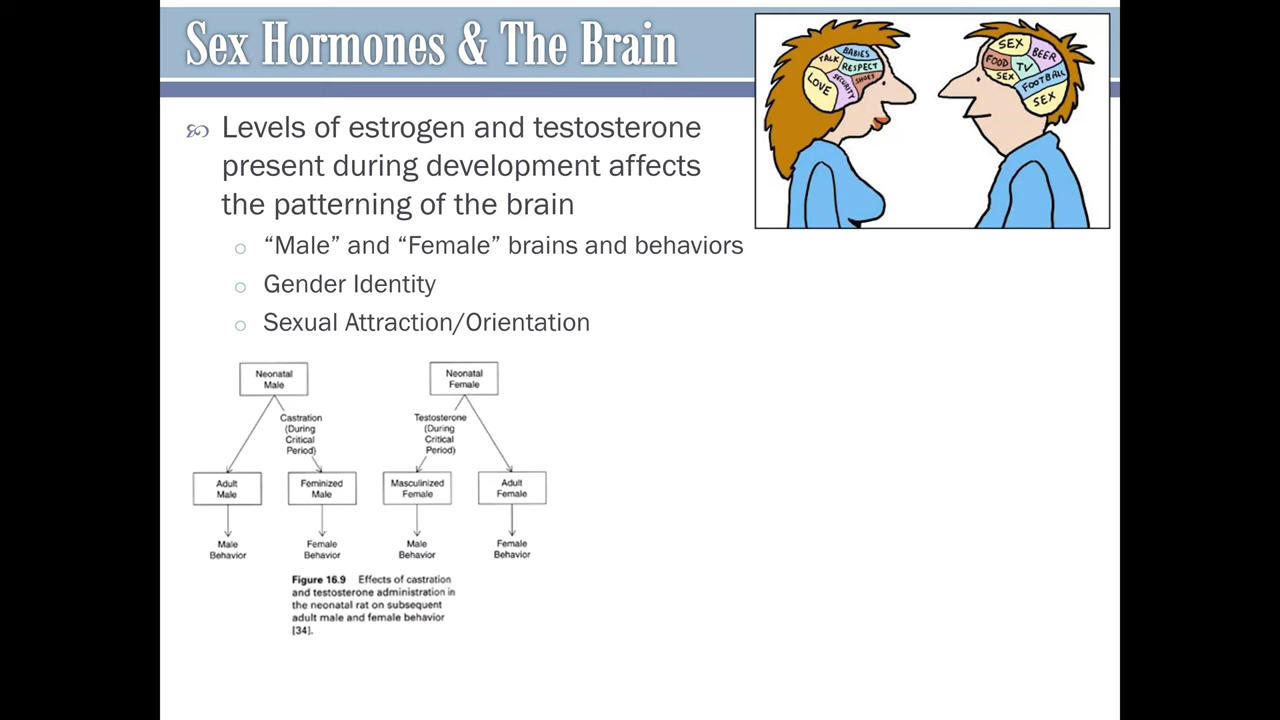 Sex Hormones & The Brain
BABIES
TALK
RESPECT
LOVE
SECURITY
SHOES
SEX
BEER
FOOD
TV
SEX
FOOTBALL
SEX
Levels of estrogen and testosterone
present during development affects
the patterning of the brain
“Male” and “Female” brains and behaviors
Gender Identity
Sexual Attraction/Orientation
Neonatal
Male
Castration
(During
Critical
Period)
Neonatal
Female
Testosterone
(During
Critical
Period)
Adult
Male
Feminized
Male
Masculinized
Female
Adult
Female
Male
Behavior
Female
Behavior
Male
Behavior
Female
Behavior
Figure 16.9 Effects of castration
and testosterone administration in
the neonatal rat on subsequent
adult male and female behavior
[34].